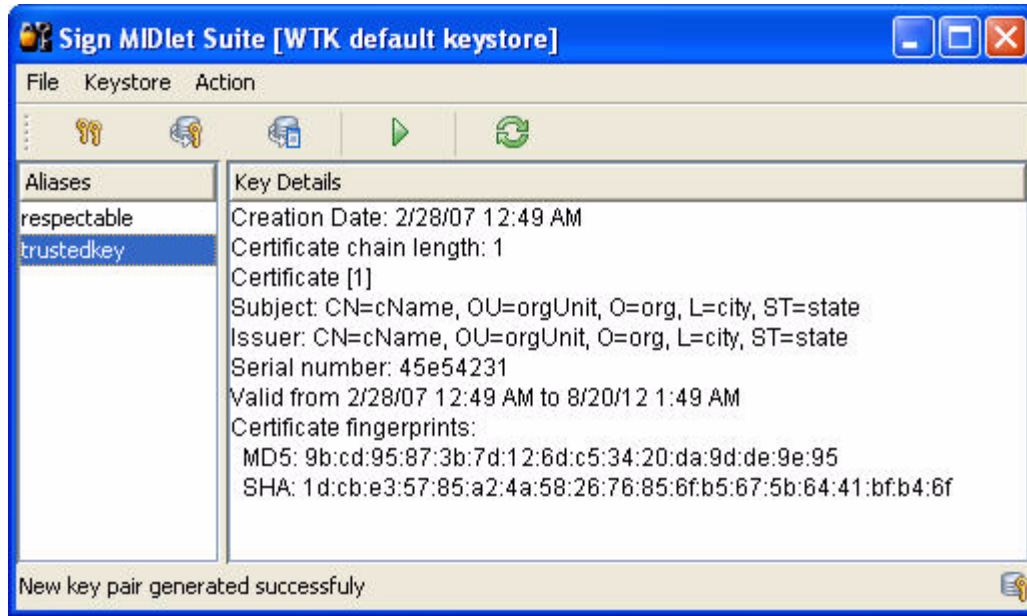 Sign MIDlet Suite [WTK default keystore]
File Keystore Action
Aliases
respectable
trustedkey
Key Details
Creation Date: 2/28/07 12:49 AM
Certificate chain length: 1
Certificate [1]
Subject: CN=cName, OU=orgUnit, O=org, L=city, ST=state
Issuer: CN=cName, OU=orgUnit, O=org, L=city, ST=state
Serial number: 45e54231
Valid from 2/28/07 12:49 AM to 8/20/12 1:49 AM
Certificate fingerprints:
MD5: 9b:cd:95:87:3b:7d:12:6d:c5:34:20:da:9d:de:9e:95
SHA: 1d:cb:e3:57:85:a2:4a:58:26:76:85:6f:b5:67:5b:64:41:bf:b4:6f
New key pair generated successfuly